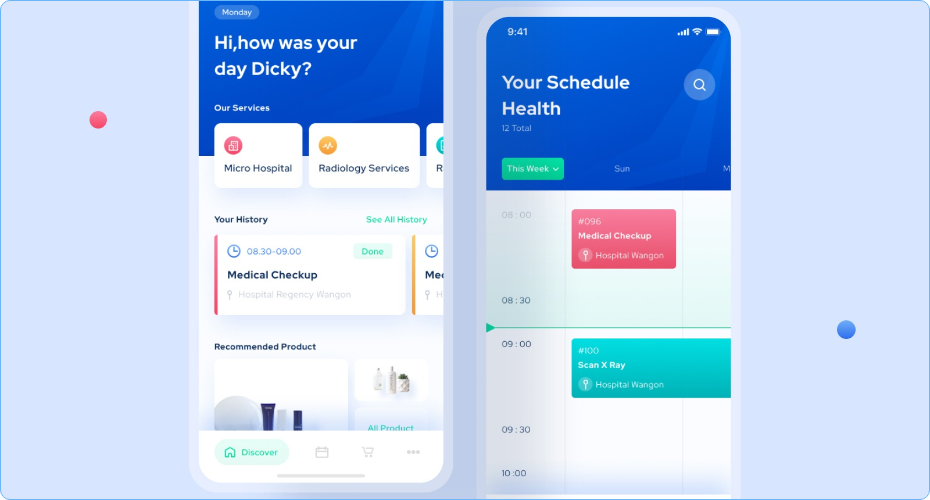 Monday
Hi,how was your
day Dicky?
Our Services
Micro Hospital
Radiology Services
R
Your History
See All History
08.30-09.00
Done
Medical Checkup
Hospital Regency Wangon
Med
H
Recommended Product
All Product
Discover
9:41
Your Schedule
Health
12 Total
This Week
Sun
M
08 : 00
#096
Medical Checkup
Hospital Wangon
08 : 30
09 : 00
#100
Scan X Ray
Hospital Wangon
09 : 30
10 :00